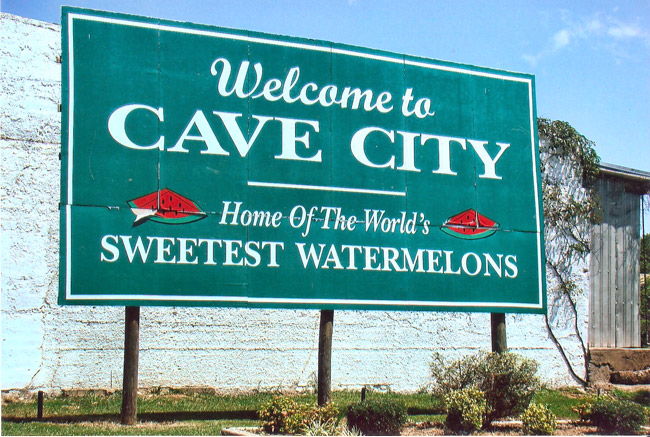 Welcome to
CAVE CITY
Home Of The World's
SWEETEST WATERMELONS